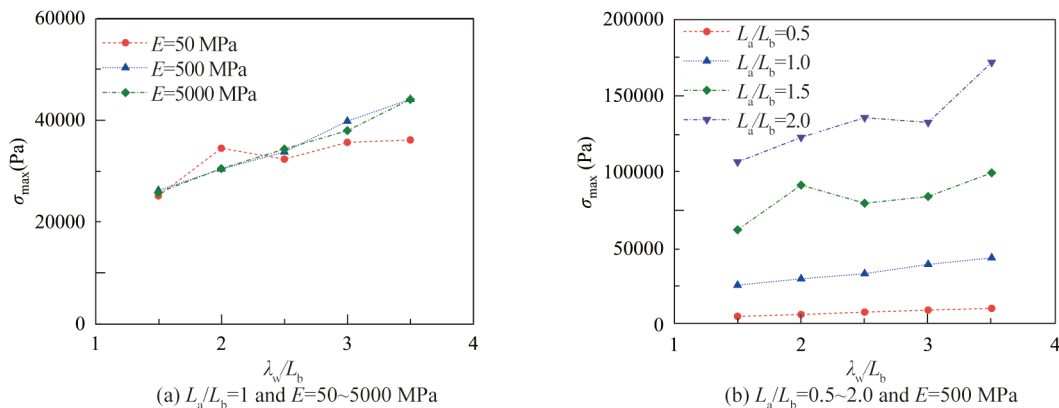 60000
40000
20000
0
σmax(Pa)
E=50 MPa
E=500 MPa
E=5000 MPa
1
2
3
4
λw/Lb
(a) La/Lb=1 and E=50~5000 MPa
200000
150000
100000
50000
0
σmax (Pa)
La/Lb=0.5
La/Lb=1.0
La/Lb=1.5
La/Lb=2.0
1
2
3
4
λw/Lb
(b) La/Lb=0.5~2.0 and E=500 MPa